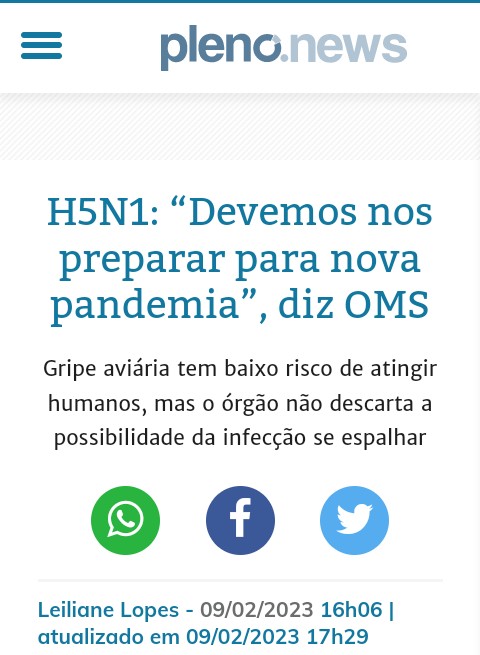 pleno.news
H5N1: “Devemos nos
preparar para nova
pandemia”, diz OMS
Gripe aviária tem baixo risco de atingir
humanos, mas o órgão não descarta a
possibilidade da infecção se espalhar
Leiliane Lopes - 09/02/2023 16h06 |
atualizado em 09/02/2023 17h29